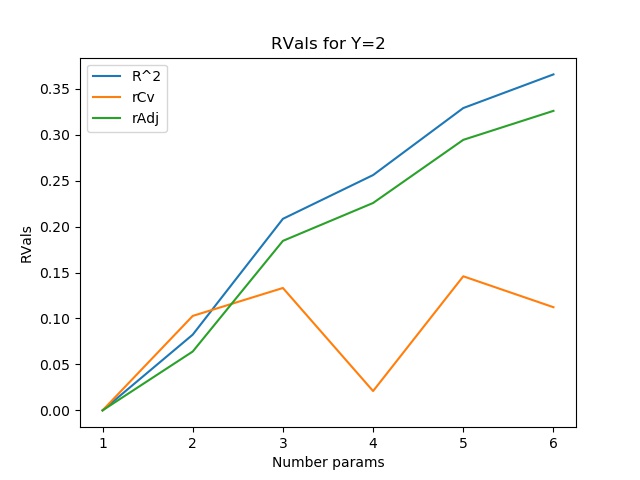 RVals for Y=2
R^2
rCv
rAdj
0.35
0.30
0.25
0.20
0.15
0.10
0.05
0.00
RVals
1 2 3 4 5 6
Number params